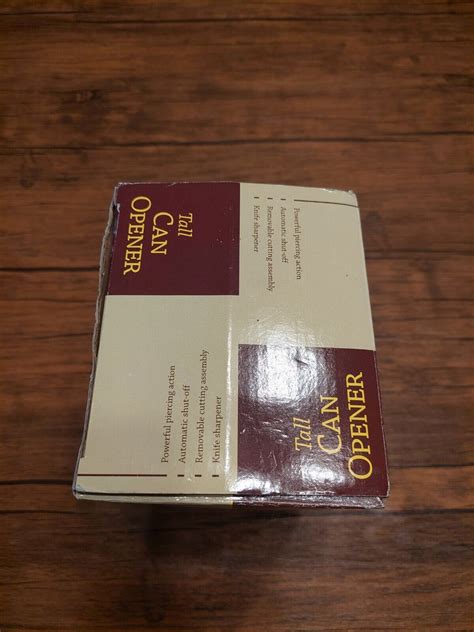 Tall
CAN
OPENER
Powerful piercing action
Automatic shut-off
Removable cutting assembly
Knife sharpener
Powerful piercing action
Automatic shut-off
Removable cutting assembly
Knife sharpener
Tall
CAN
OPENER